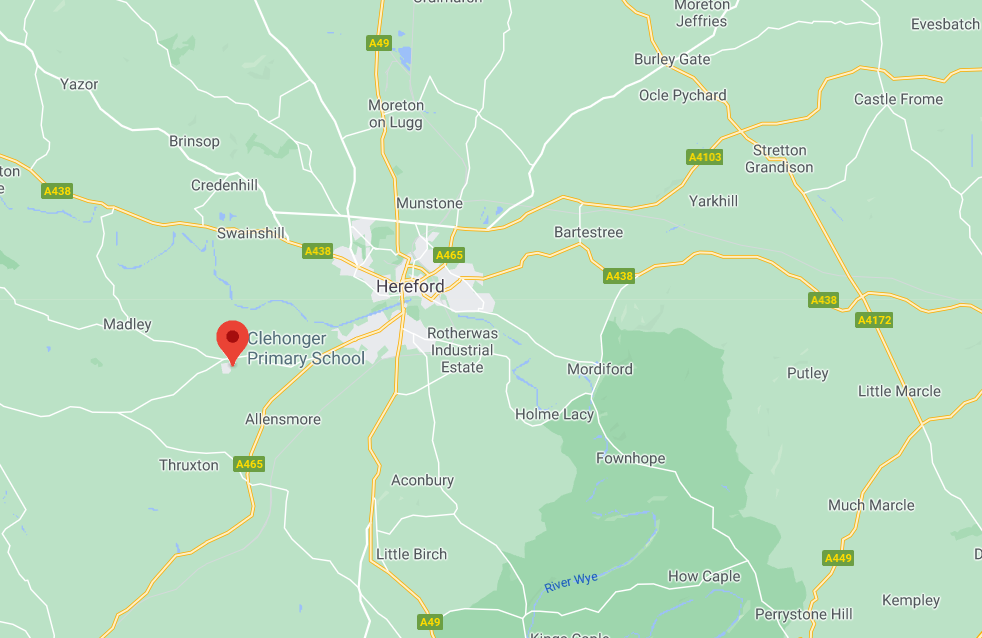 Moreton
Jeffries
Evesbatch
A49
Burley Gate
Yazor
Ocle Pychard
Castle Frome
Moreton
on Lugg
Brinsop
Stretton
Grandison
A4103
Credenhill
A438
Munstone
Yarkhill
Swainshill
Bartestree
A438
A465
A438
Hereford
A438
A4172
Madley
Clehonger
Primary School
Rotherwas
Industrial
Estate
Mordiford
Putley
Little Marcle
Allensmore
Holme Lacy
Thruxton
A465
Fownhope
Aconbury
Much Marcle
Little Birch
A449
River Wye
How Caple
Kempley
Perrystone Hill
A49